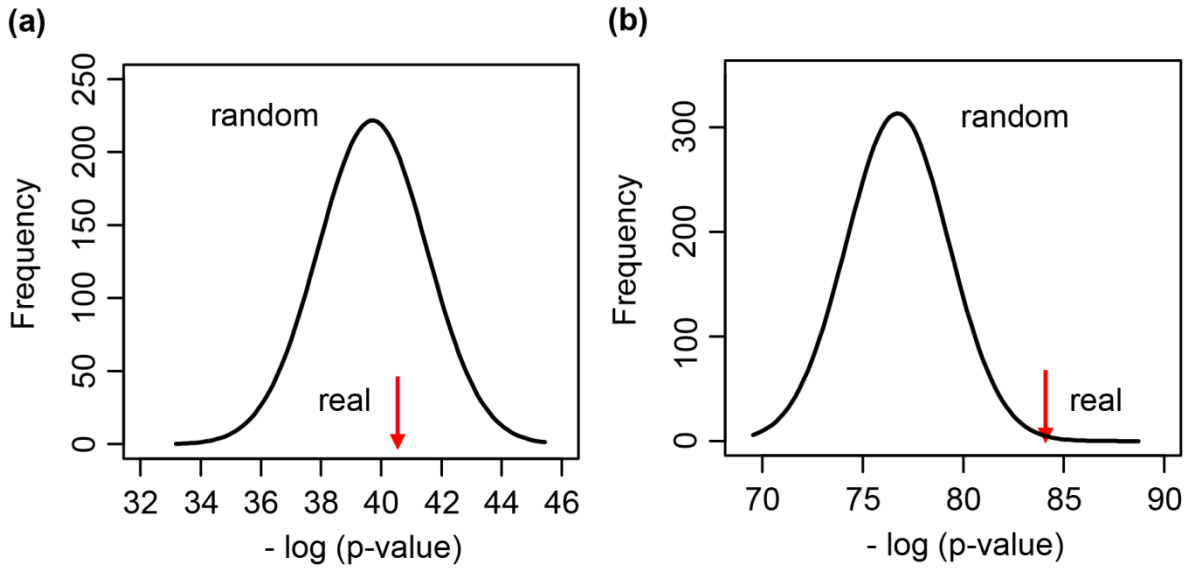 (a)
250
200
150
100
50
0
Frequency
random
real
32 34 36 38 40 42 44 46
- log (p-value)
(b)
300
200
100
0
Frequency
random
real
70 75 80 85 90
- log (p-value)